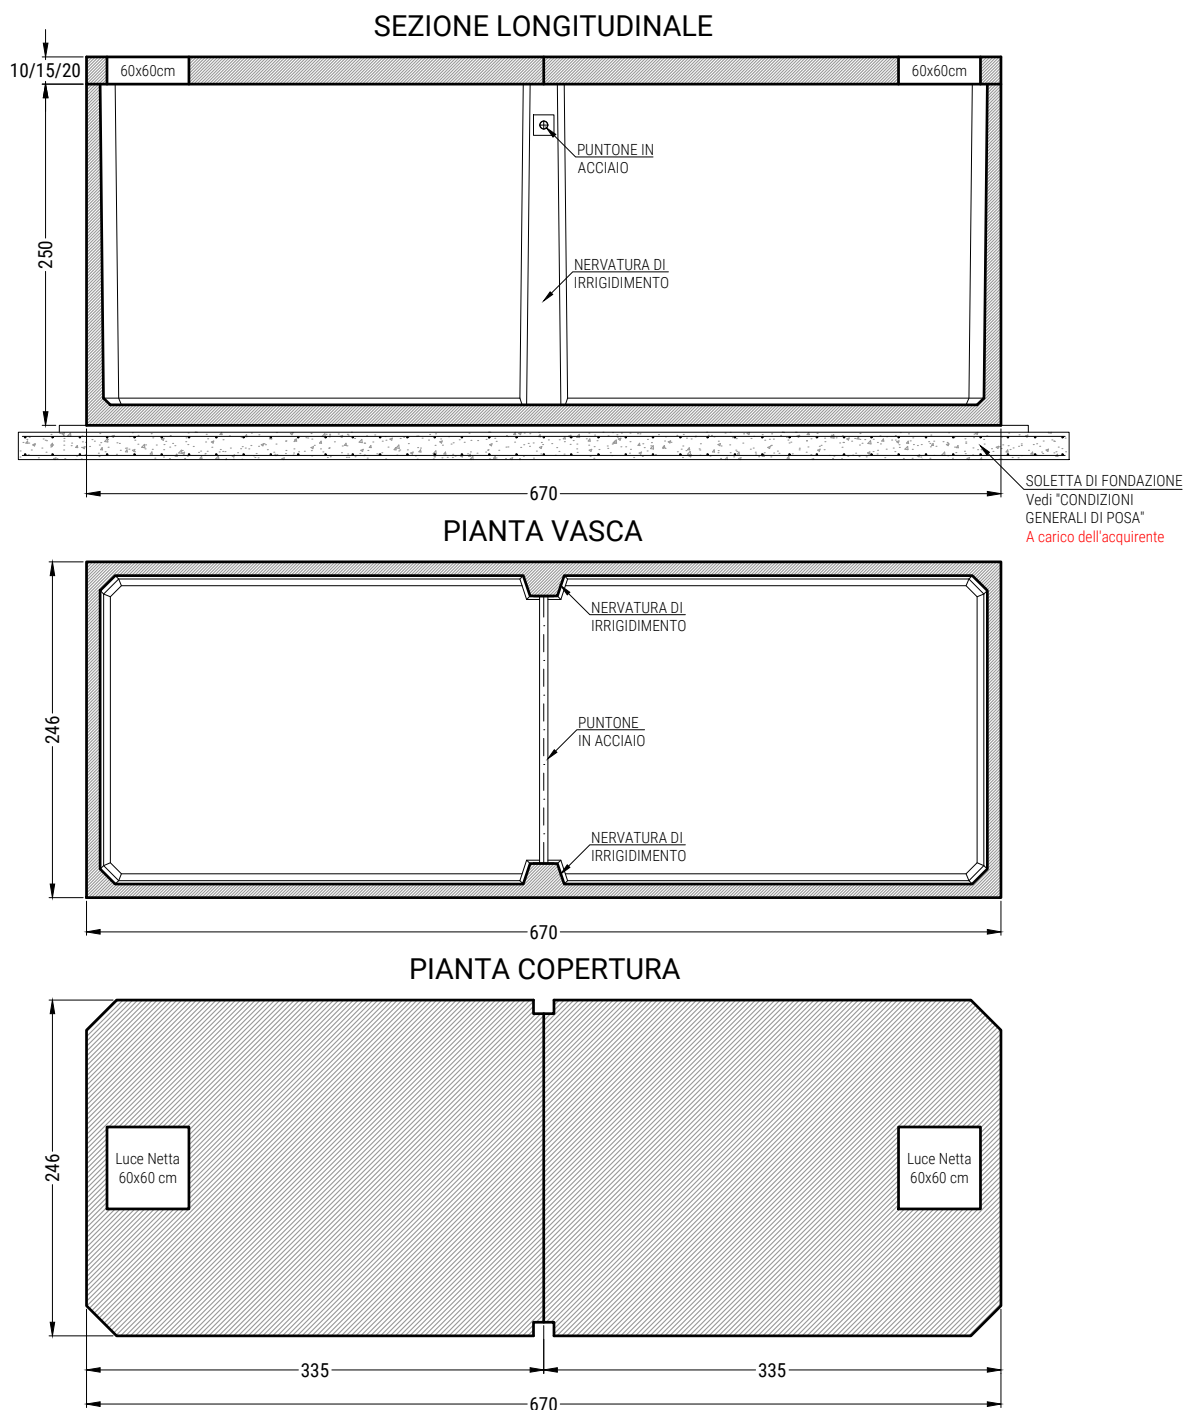 SEZIONE LONGITUDINALE
10/15/20
60x60cm
60x60cm
PUNTONE IN
ACCIAIO
250
NERVATURA DI
IRRIGIDIMENTO
SOLETTA DI FONDAZIONE
Vedi "CONDIZIONI
GENERALI DI POSA"
A carico dell'acquirente
670
PIANTA VASCA
NERVATURA DI
IRRIGIDIMENTO
246
PUNTONE
IN ACCIAIO
NERVATURA DI
IRRIGIDIMENTO
670
PIANTA COPERTURA
246
Luce Netta
60x60 cm
Luce Netta
60x60 cm
335
335
670